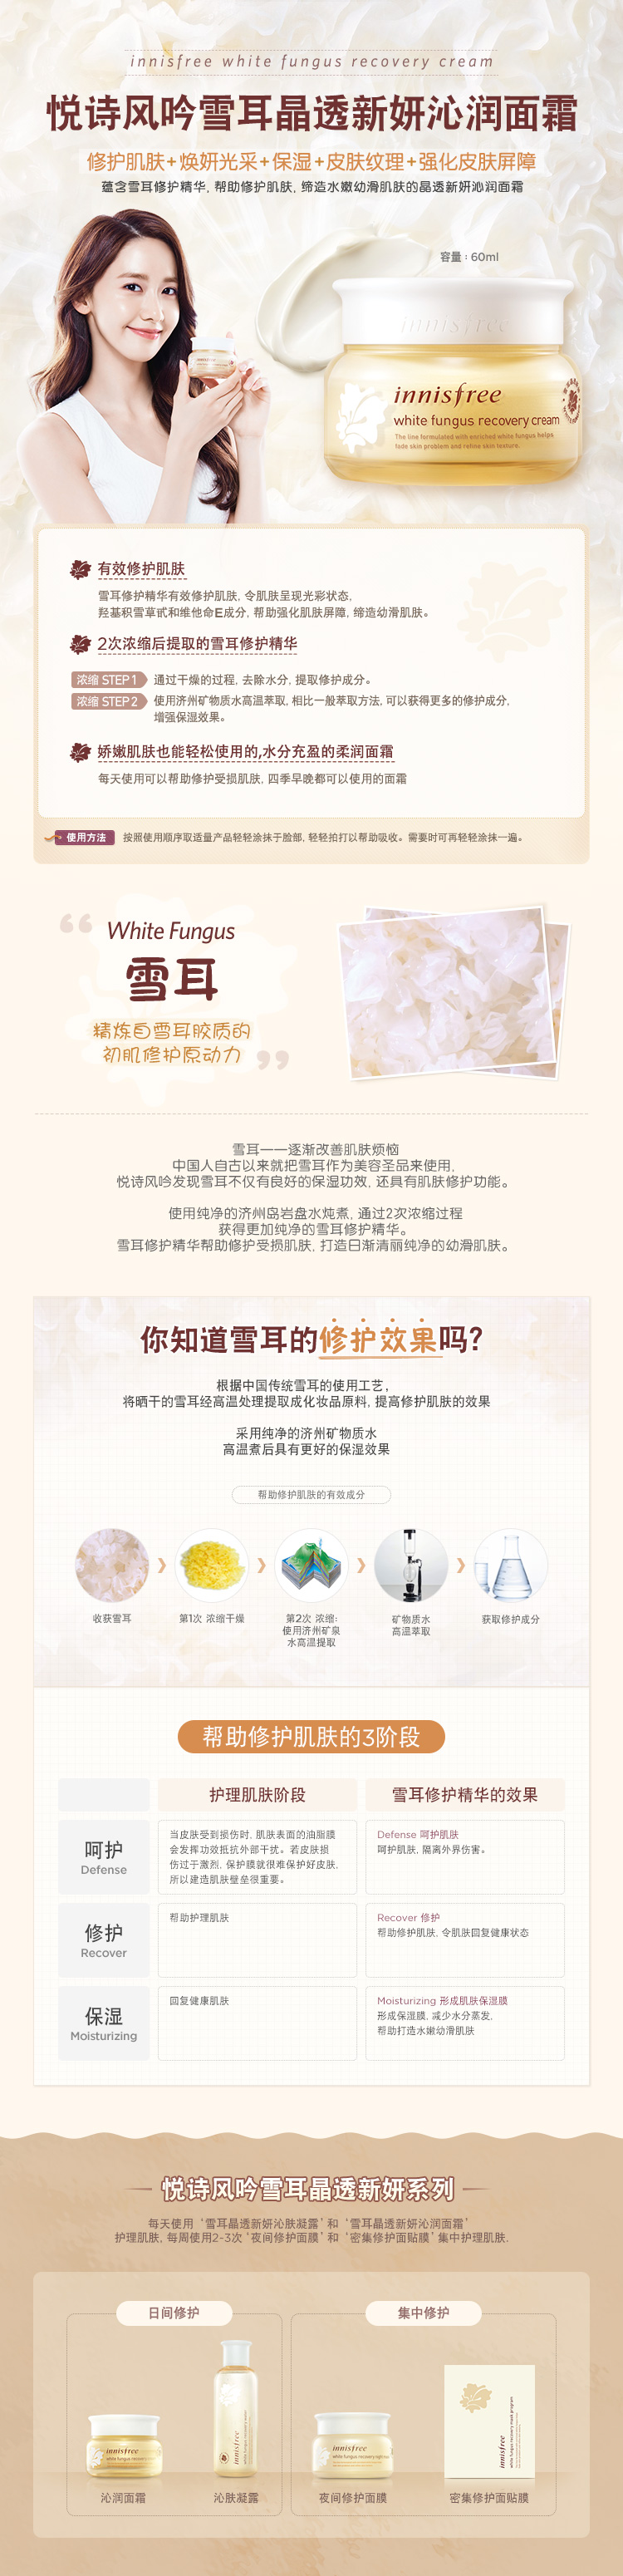 innisfree white fungus recovery cream
悦诗风吟雪耳晶透新妍沁润面霜
修护肌肤+焕妍光采+保湿+皮肤纹理+强化皮肤屏障
蕴含雪耳修护精华, 帮助修护肌肤, 缔造水嫩幼滑肌肤的晶透新妍沁润面霜
容量 : 60ml
innisfree
innisfree
white fungus recovery cream
The line formulated with enriched white fungus helps
fade skin problem and refine skin texture.
有效修护肌肤
雪耳修护精华有效修护肌肤, 令肌肤呈现光彩状态,
羟基积雪草甙和维他命E成分, 帮助强化肌肤屏障, 缔造幼滑肌肤。
2次浓缩后提取的雪耳修护精华
浓缩 STEP 1 通过干燥的过程, 去除水分, 提取修护成分。
浓缩 STEP 2 使用济州矿物质水高温萃取, 相比一般萃取方法, 可以获得更多的修护成分,
增强保湿效果。
娇嫩肌肤也能轻松使用的,水分充盈的柔润面霜
每天使用可以帮助修护受损肌肤, 四季早晚都可以使用的面霜
使用方法 按照使用顺序取适量产品轻轻涂抹于脸部, 轻轻拍打以帮助吸收。需要时可再轻轻涂抹一遍。
“ White Fungus
雪耳
精炼自雪耳胶质的
初肌修护原动力 ”
雪耳——逐渐改善肌肤烦恼
中国人自古以来就把雪耳作为美容圣品来使用,
悦诗风吟发现雪耳不仅有良好的保湿功效, 还具有肌肤修护功能。
使用纯净的济州岛岩盘水炖煮, 通过2次浓缩过程
获得更加纯净的雪耳修护精华。
雪耳修护精华帮助修护受损肌肤, 打造日渐清丽纯净的幼滑肌肤。
你知道雪耳的修护效果吗?
根据中国传统雪耳的使用工艺,
将晒干的雪耳经高温处理提取成化妆品原料, 提高修护肌肤的效果
采用纯净的济州矿物质水
高温煮后具有更好的保湿效果
帮助修护肌肤的有效成分
收获雪耳
第1次 浓缩干燥
第2次 浓缩:
使用济州矿泉
水高温提取
矿物质水
高温萃取
获取修护成分
帮助修护肌肤的3阶段
护理肌肤阶段
雪耳修护精华的效果
呵护
Defense
当皮肤受到损伤时, 肌肤表面的油脂膜
会发挥功效抵抗外部干扰。若皮肤损
伤过于激烈, 保护膜就很难保护好皮肤,
所以建造肌肤壁垒很重要。
Defense 呵护肌肤
呵护肌肤, 隔离外界伤害。
修护
Recover
帮助护理肌肤
Recover 修护
帮助修护肌肤, 令肌肤回复健康状态
保湿
Moisturizing
回复健康肌肤
Moisturizing 形成肌肤保湿膜
形成保湿膜, 减少水分蒸发,
帮助打造水嫩幼滑肌肤
悦诗风吟雪耳晶透新妍系列
每天使用 ‘雪耳晶透新妍沁肤凝露’ 和 ‘雪耳晶透新妍沁润面霜’
护理肌肤, 每周使用2-3次 ‘夜间修护面膜’ 和 ‘密集修护面贴膜’ 集中护理肌肤.
日间修护
集中修护
innisfree
white fungus recovery cream
innisfree
white fungus recovery water
innisfree
white fungus recovery night mask
innisfree
white fungus recovery mask program
沁润面霜
沁肤凝露
夜间修护面膜
密集修护面贴膜